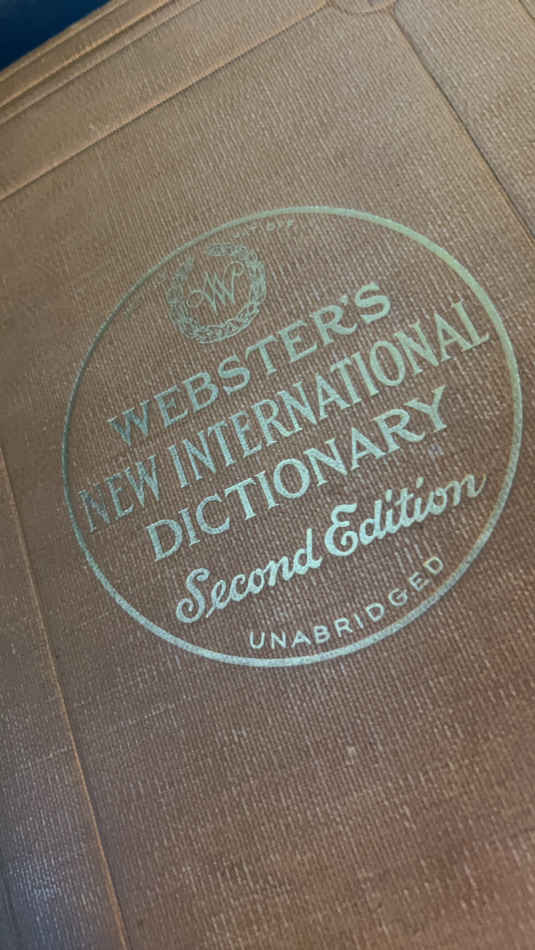 WEBSTER'S
NEW INTERNATIONAL
DICTIONARY
Second Edition
UNABRIDGED